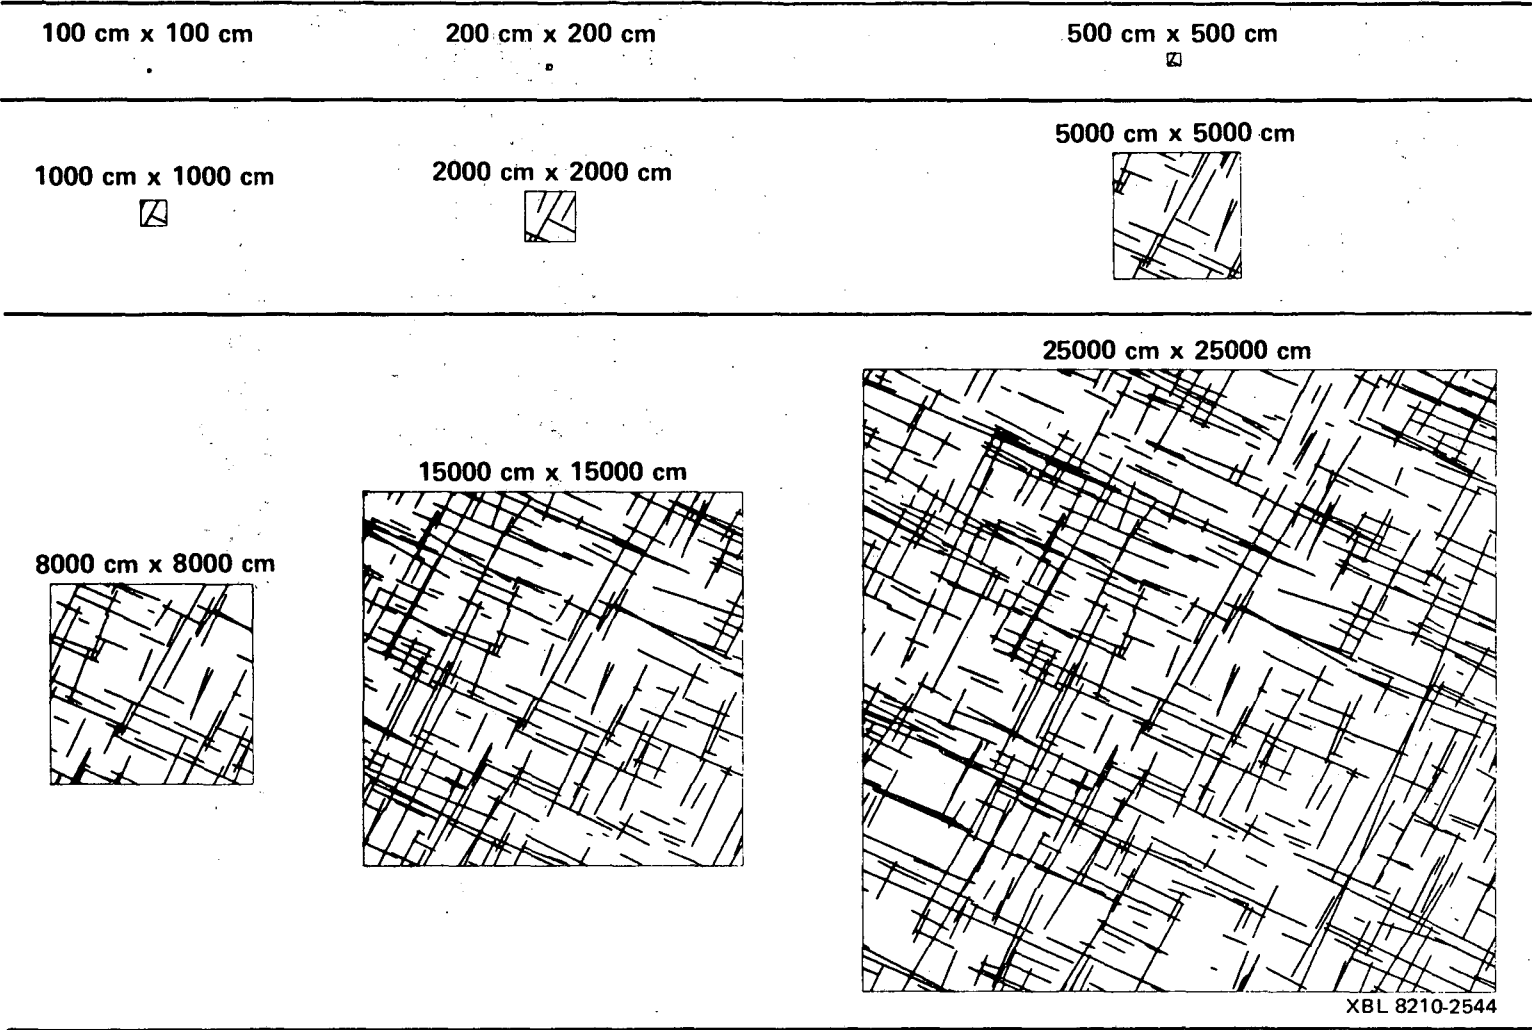 100 cm x 100 cm
200 cm x 200 cm
500 cm x 500 cm
1000 cm x 1000 cm
2000 cm x 2000 cm
5000 cm x 5000 cm
8000 cm x 8000 cm
15000 cm x 15000 cm
25000 cm x 25000 cm
XBL 8210-2544